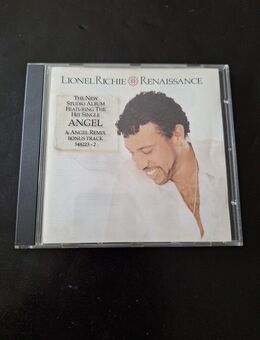 LIONEL RICHIE RENAISSANCE
THE NEW
STUDIO ALBUM
FEATURING THE
HIT SINGLE
ANGEL
& ANGEL REMIX
BONUS TRACK
548223-2